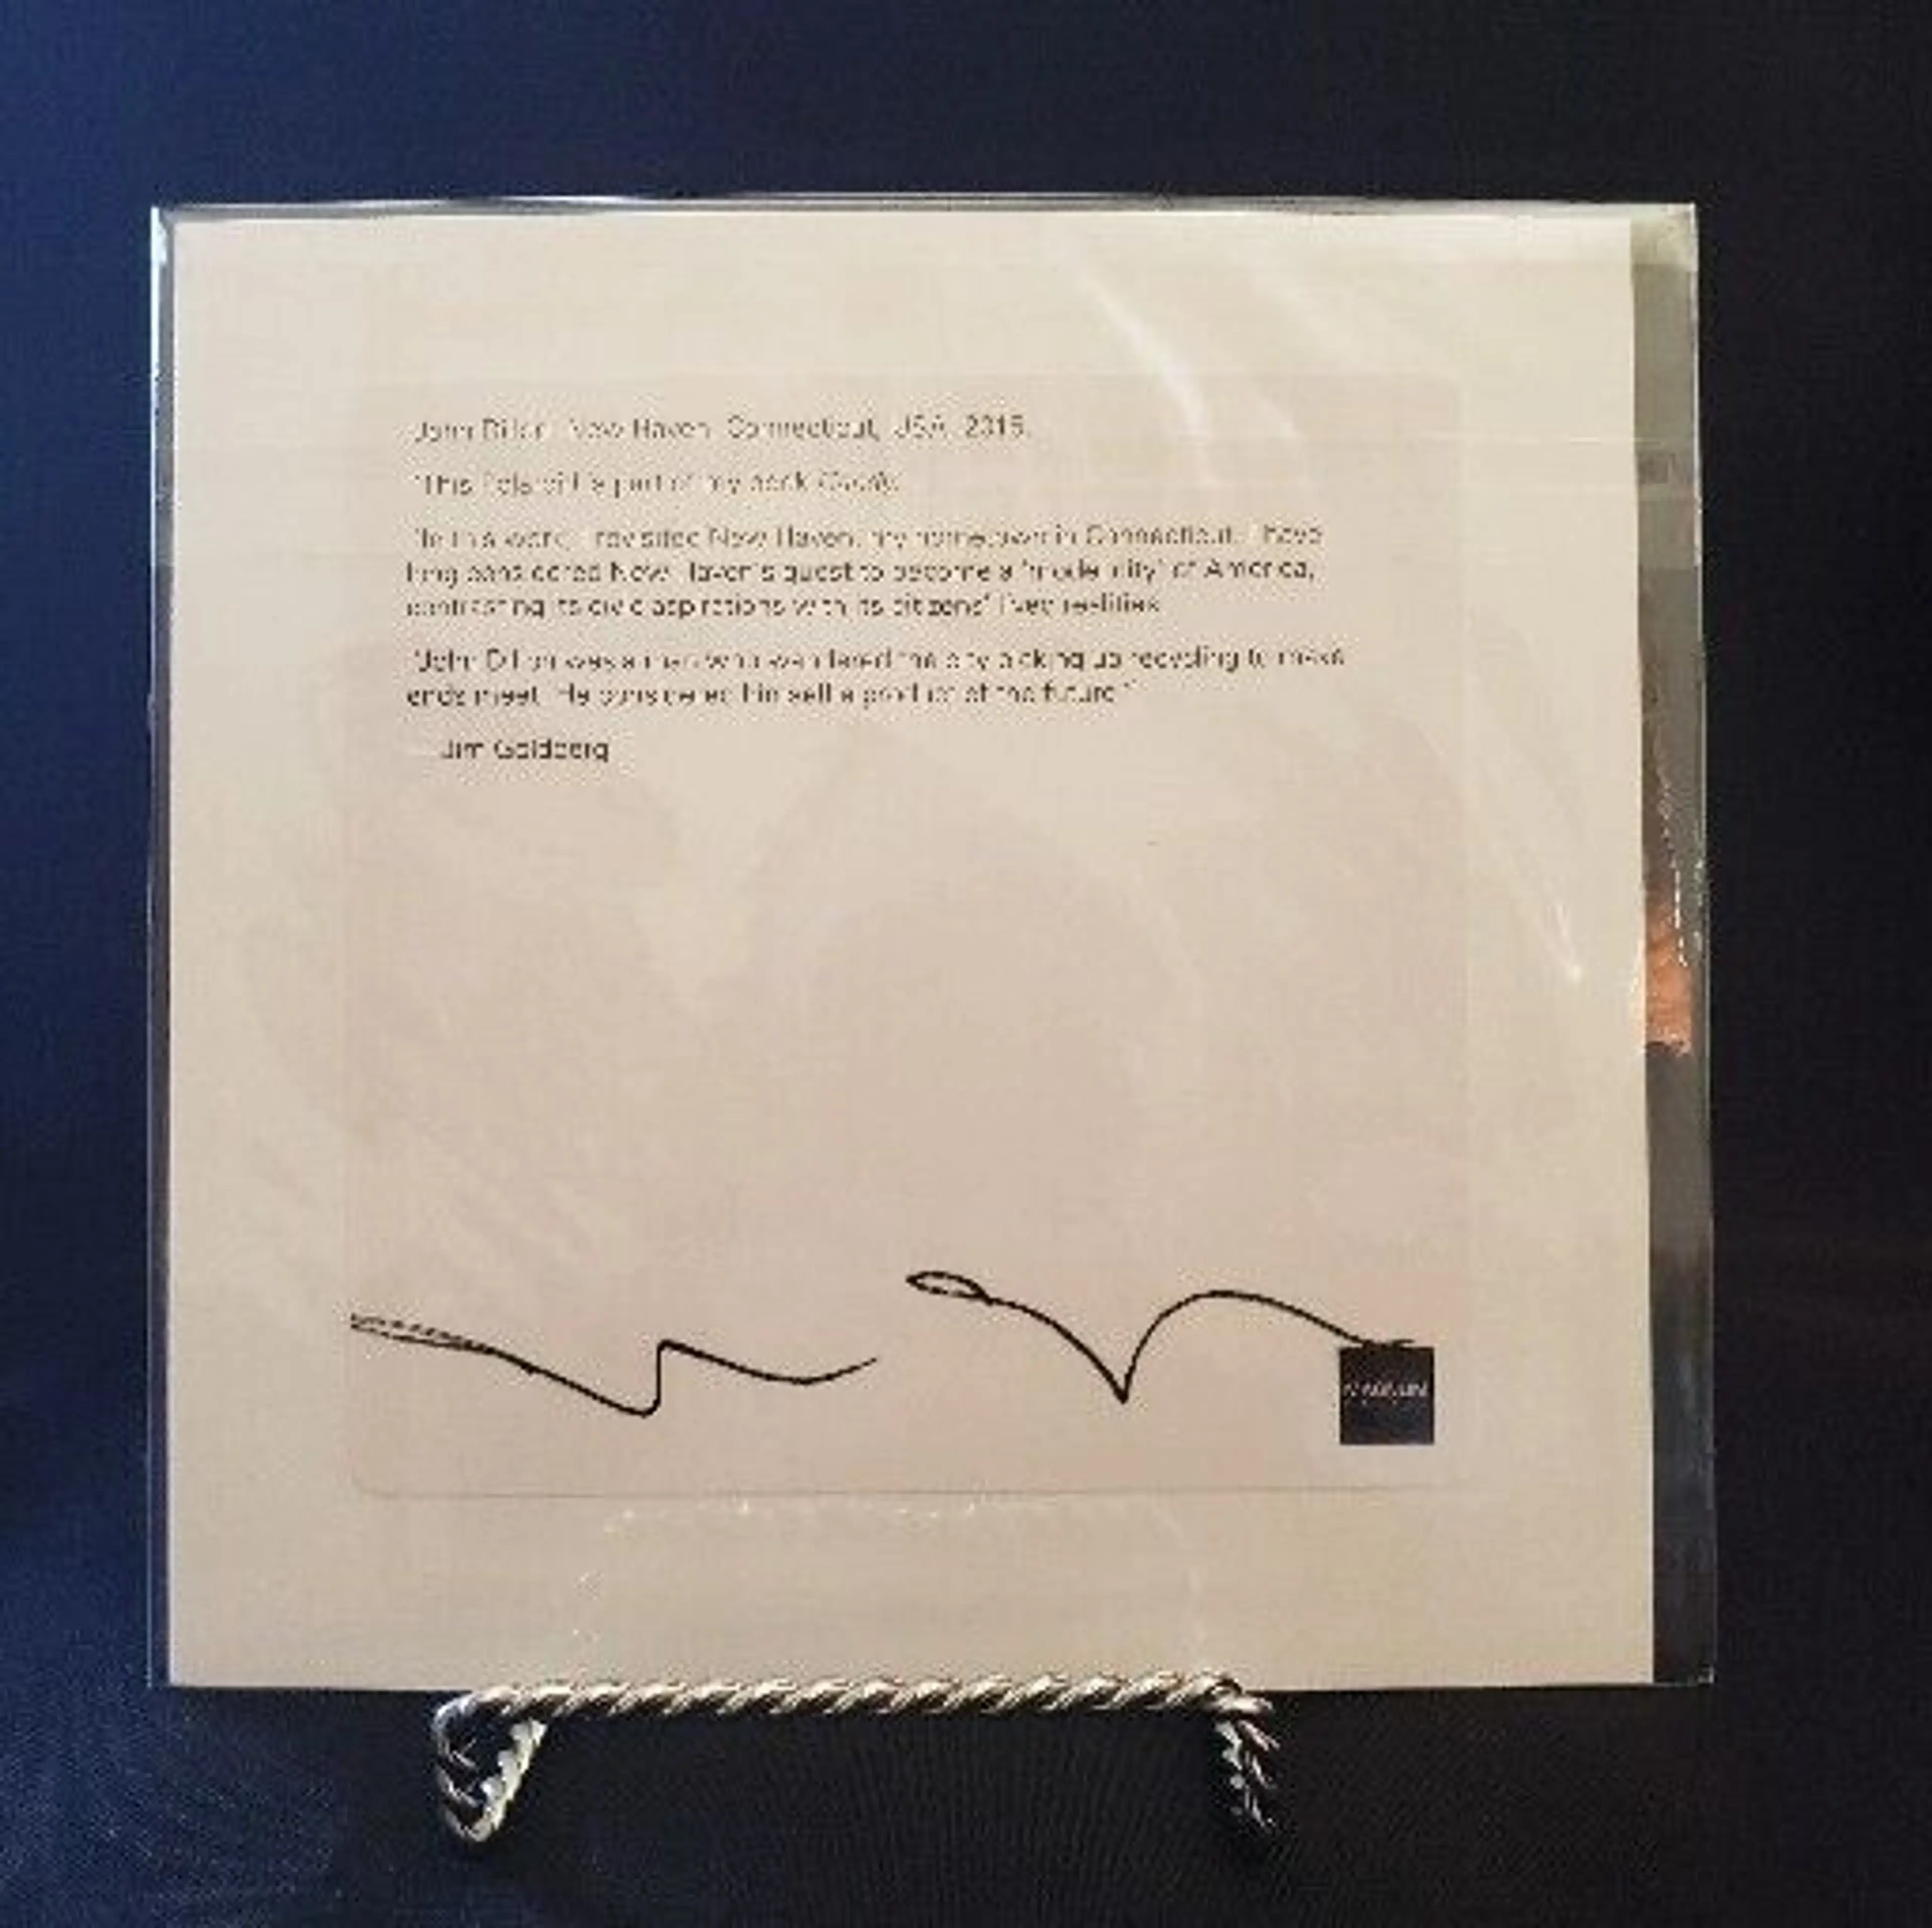 John Dillon. New Haven, Connecticut, USA. 2015.
"This Polaroid is part of my book Candy.
"In this work, I revisited New Haven, my hometown in Connecticut. I have
long considered New Haven's quest to become a 'model city' of America,
contrasting its civic aspirations with its citizens' lived realities.
"John Dillon was a man who wandered the city picking up recycling to make
ends meet. He considered himself a product of the future."
— Jim Goldberg
MAGNUM